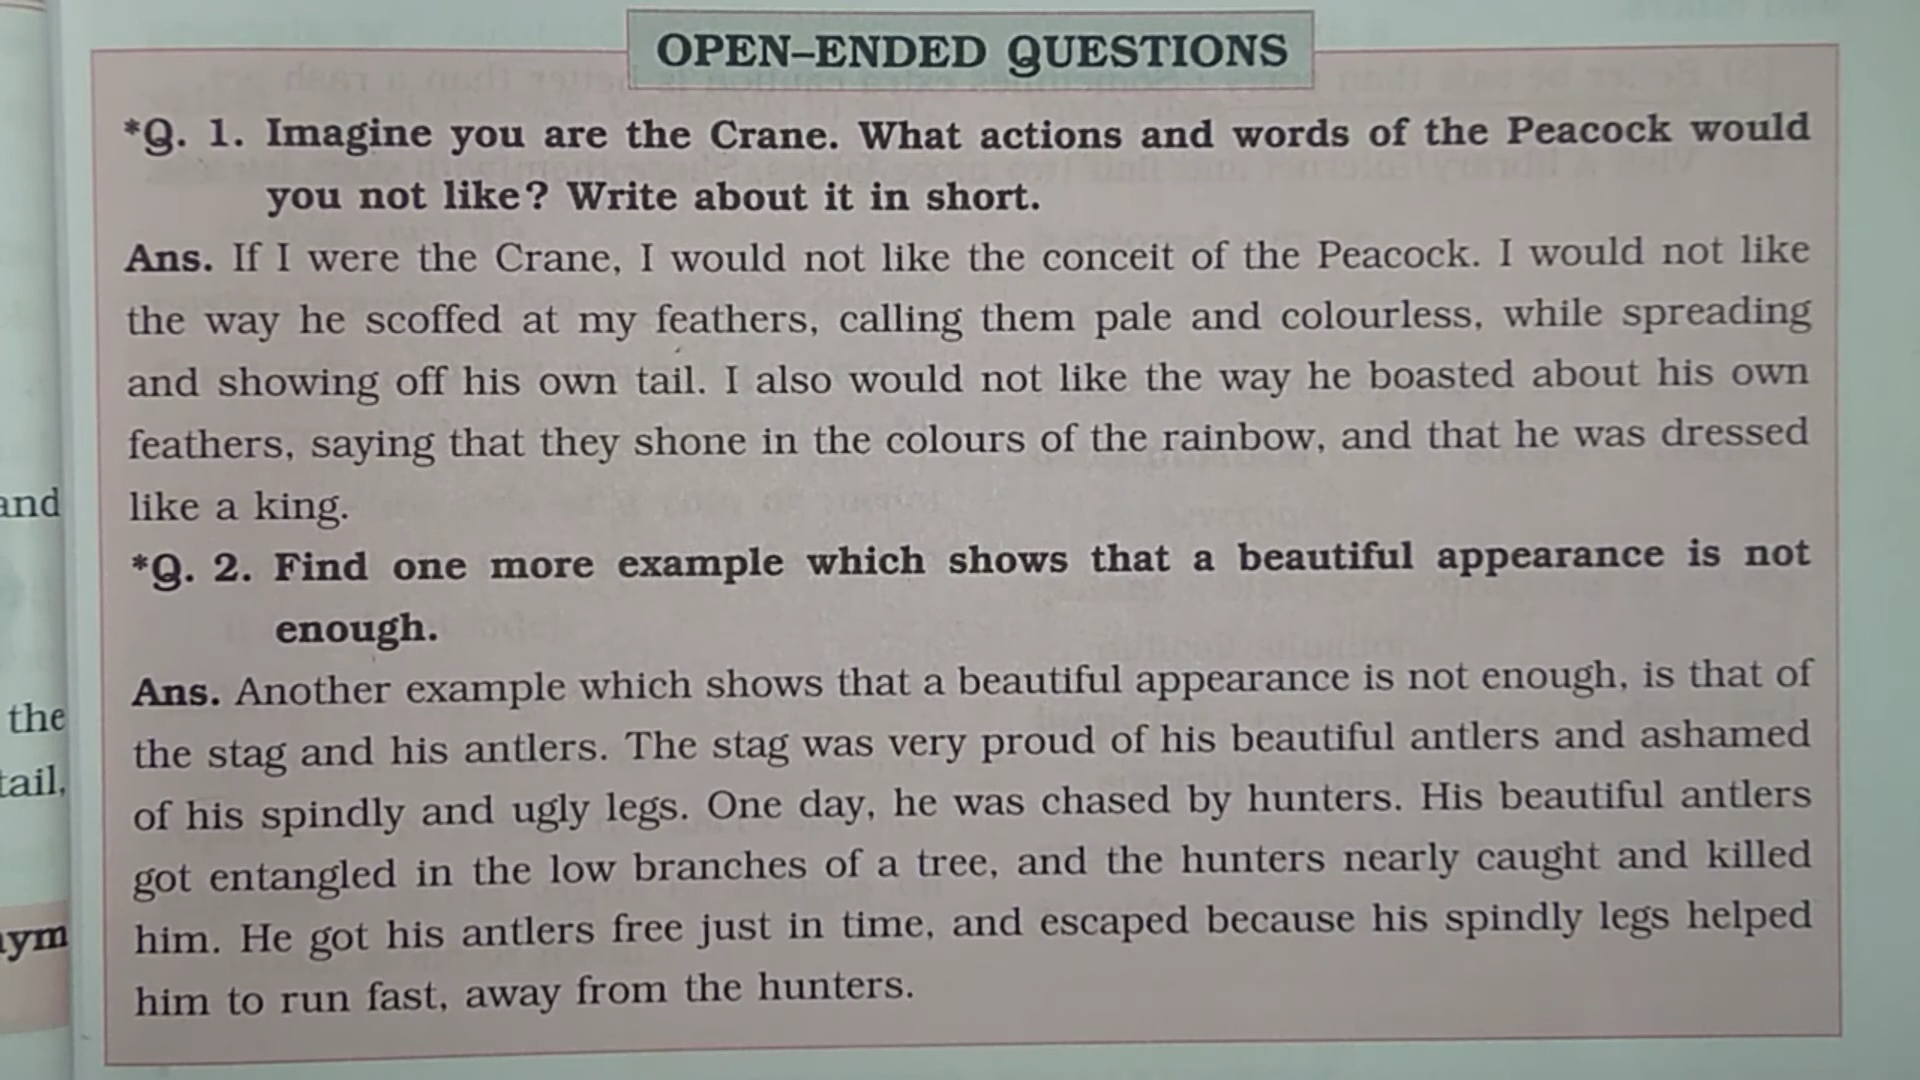 OPEN–ENDED QUESTIONS
*Q. 1. Imagine you are the Crane. What actions and words of the Peacock would
you not like? Write about it in short.
Ans. If I were the Crane, I would not like the conceit of the Peacock. I would not like
the way he scoffed at my feathers, calling them pale and colourless, while spreading
and showing off his own tail. I also would not like the way he boasted about his own
feathers, saying that they shone in the colours of the rainbow, and that he was dressed
like a king.
*Q. 2. Find one more example which shows that a beautiful appearance is not
enough.
Ans. Another example which shows that a beautiful appearance is not enough, is that of
the stag and his antlers. The stag was very proud of his beautiful antlers and ashamed
of his spindly and ugly legs. One day, he was chased by hunters. His beautiful antlers
got entangled in the low branches of a tree, and the hunters nearly caught and killed
him. He got his antlers free just in time, and escaped because his spindly legs helped
him to run fast, away from the hunters.
and
the
tail,